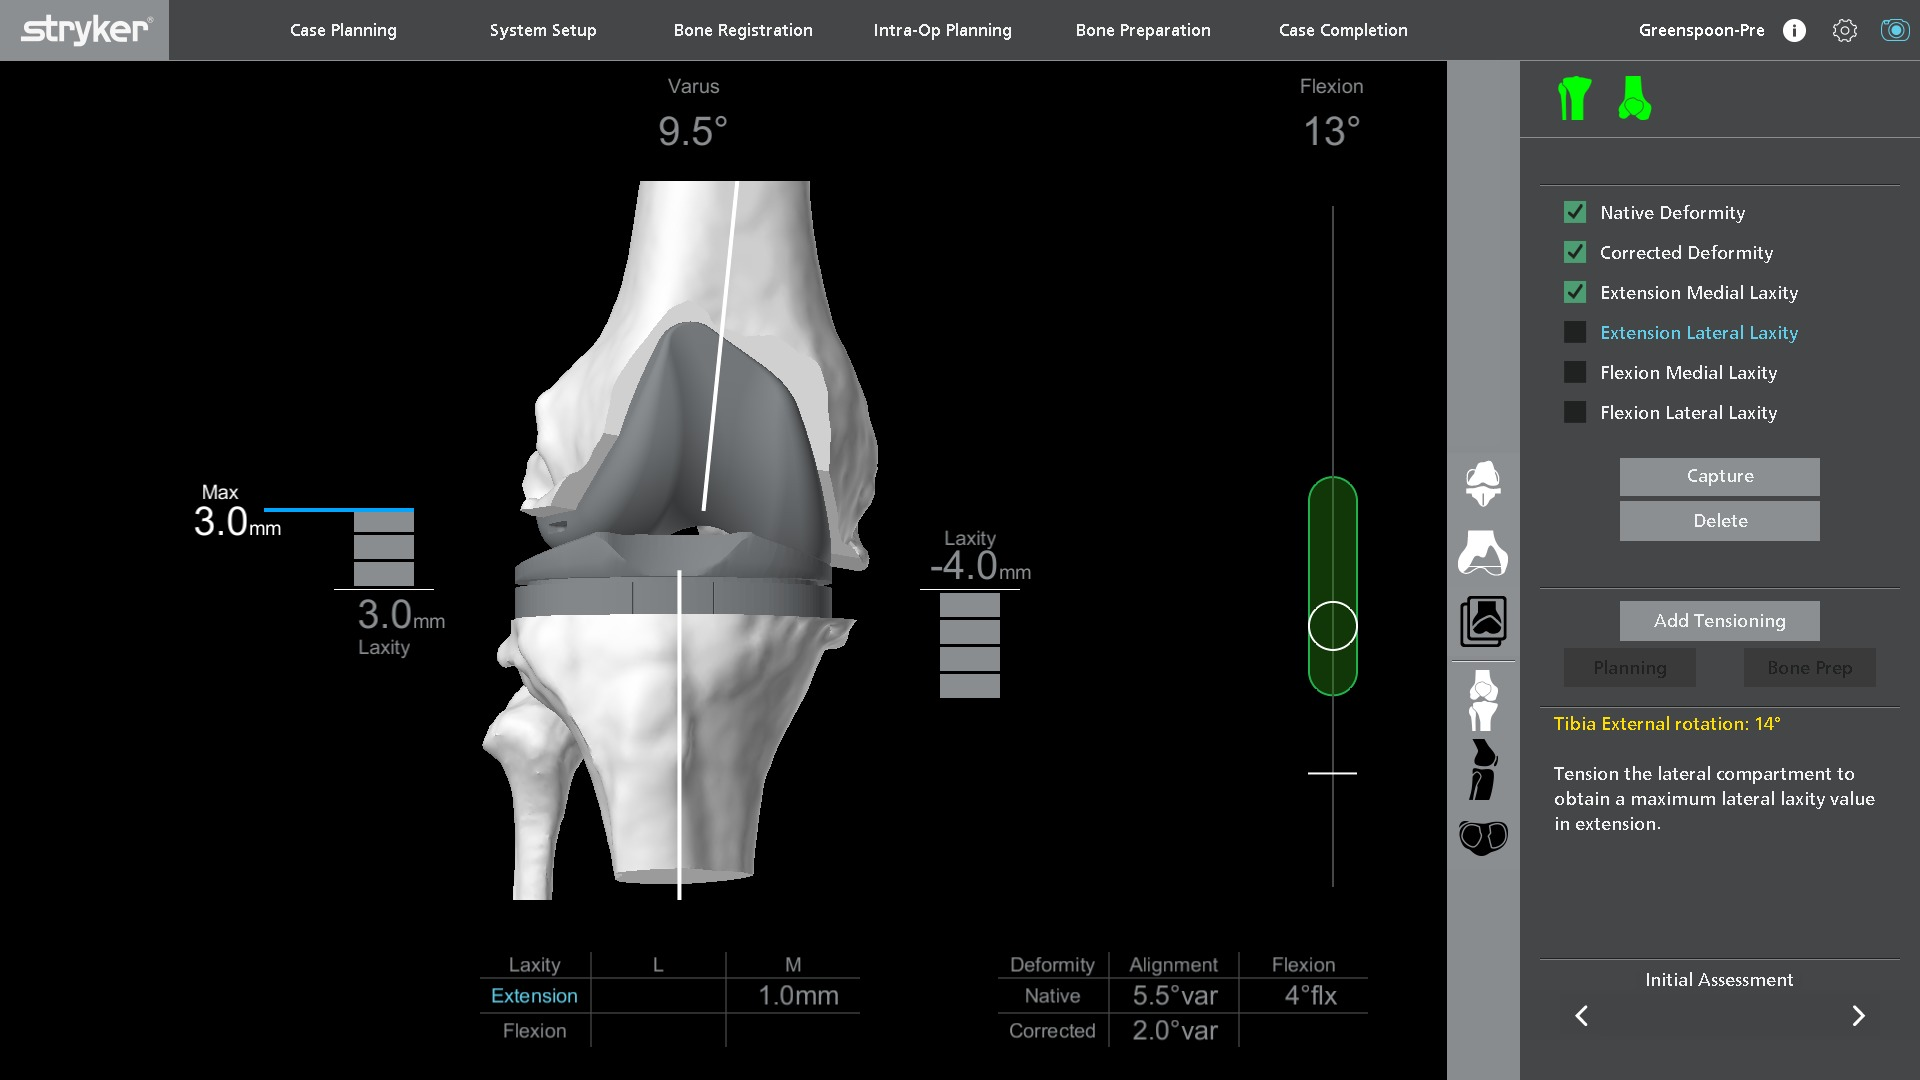 stryker®
Case Planning
System Setup
Bone Registration
Intra-Op Planning
Bone Preparation
Case Completion
Greenspoon-Pre
Varus
9.5°
Flexion
13°
Max
3.0mm
3.0mm
Laxity
Laxity
-4.0mm
Native Deformity
Corrected Deformity
Extension Medial Laxity
Extension Lateral Laxity
Flexion Medial Laxity
Flexion Lateral Laxity
Capture
Delete
Add Tensioning
Planning
Bone Prep
Tibia External rotation: 14°
Tension the lateral compartment to
obtain a maximum lateral laxity value
in extension.
Laxity L M
Extension 1.0mm
Flexion
Deformity Alignment Flexion
Native 5.5°var 4°flx
Corrected 2.0°var
Initial Assessment